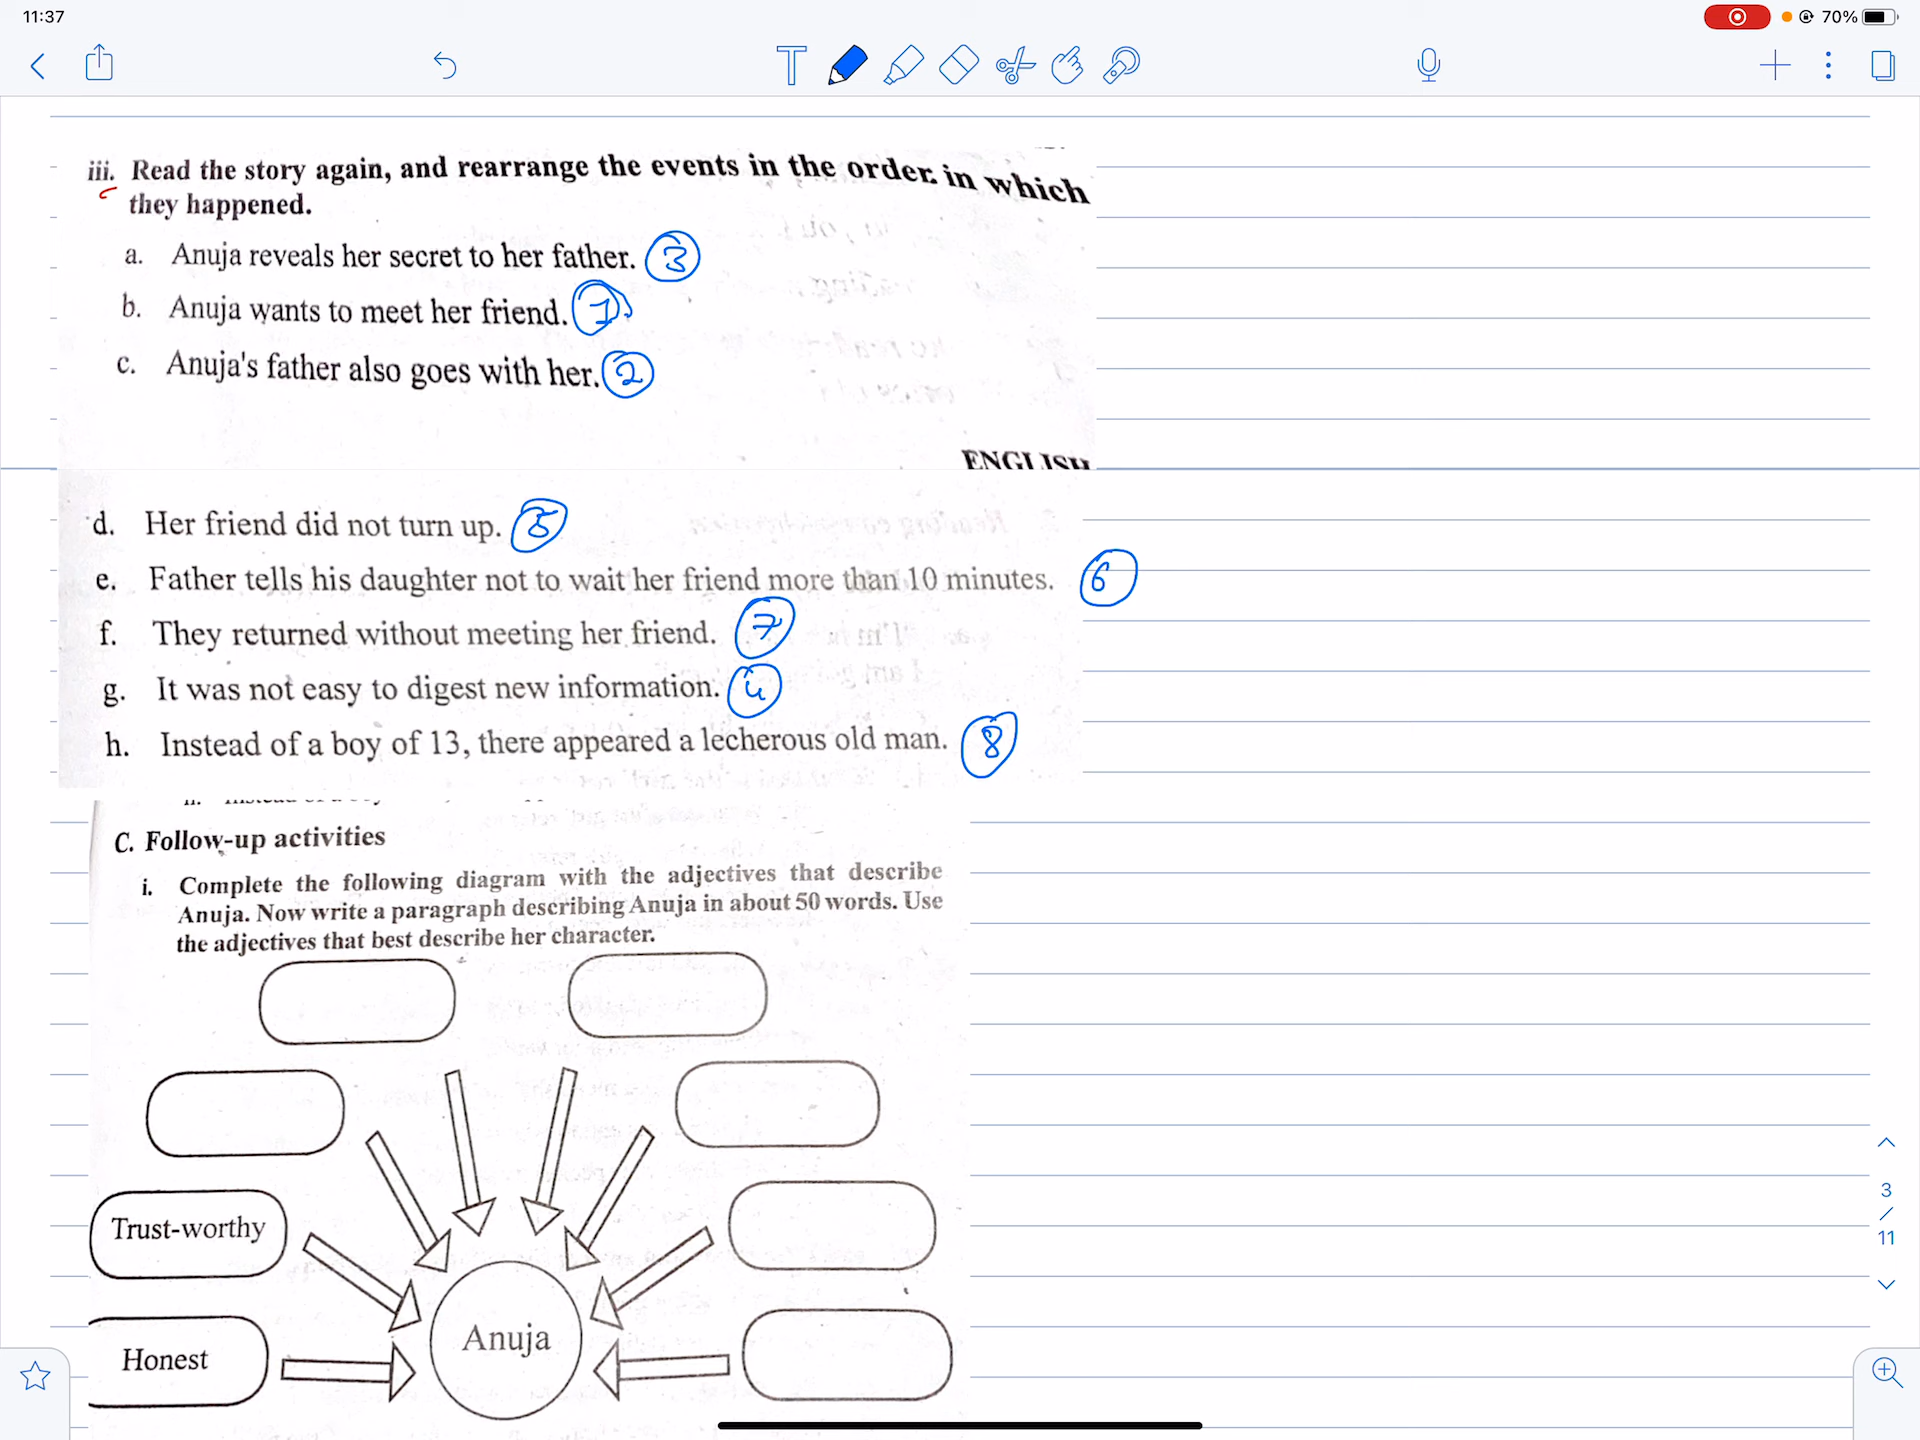 11:37
70%
iii. Read the story again, and rearrange the events in the order in which
they happened.
a. Anuja reveals her secret to her father. 3
b. Anuja wants to meet her friend. 1
c. Anuja's father also goes with her. 2
ENGLISH
d. Her friend did not turn up. 5
e. Father tells his daughter not to wait her friend more than 10 minutes. 6
f. They returned without meeting her friend. 7
g. It was not easy to digest new information. 4
h. Instead of a boy of 13, there appeared a lecherous old man. 8
C. Follow-up activities
i. Complete the following diagram with the adjectives that describe
Anuja. Now write a paragraph describing Anuja in about 50 words. Use
the adjectives that best describe her character.
Trust-worthy
Honest
Anuja
3
/
11